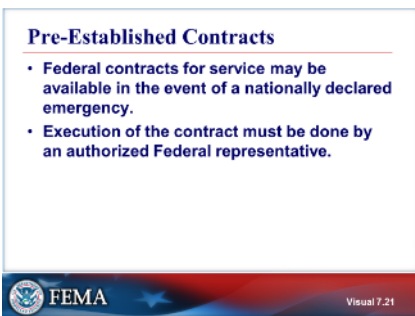 Pre-Established Contracts
• Federal contracts for service may be
available in the event of a nationally declared
emergency.
• Execution of the contract must be done by
an authorized Federal representative.
FEMA
Visual 7.21